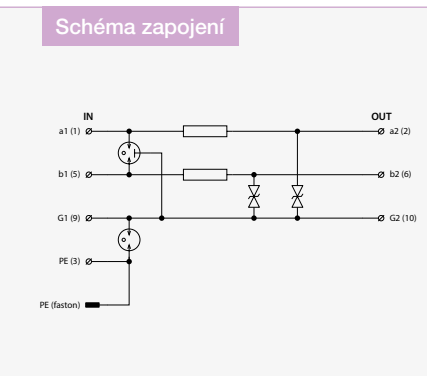 Schéma zapojení
IN OUT
a1 (1) a2 (2)
b1 (5) b2 (6)
G1 (9) G2 (10)
PE (3)
PE (faston)